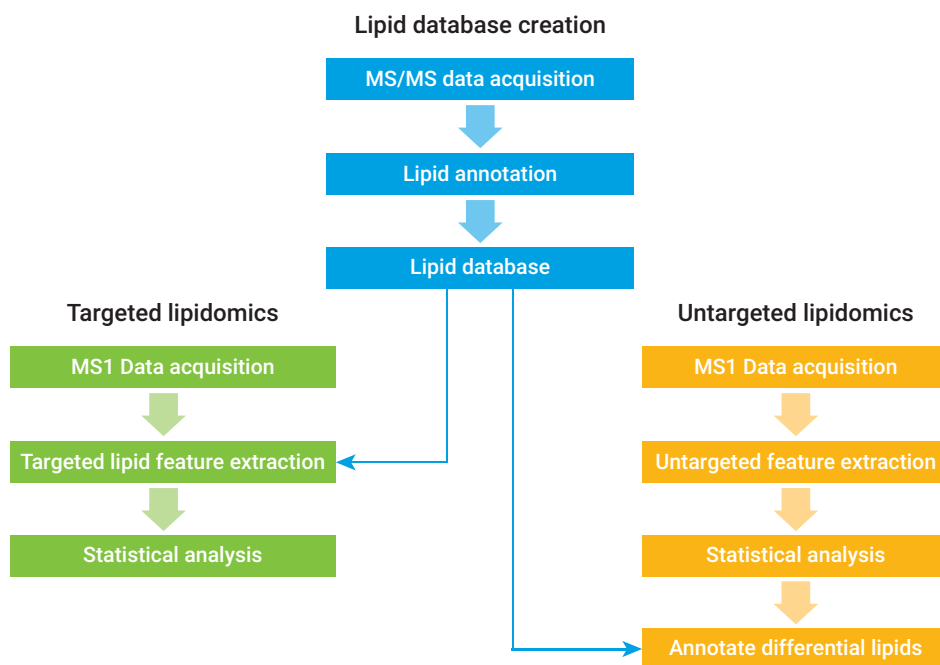 Lipid database creation
MS/MS data acquisition
Lipid annotation
Lipid database
Targeted lipidomics
MS1 Data acquisition
Targeted lipid feature extraction
Statistical analysis
Untargeted lipidomics
MS1 Data acquisition
Untargeted feature extraction
Statistical analysis
Annotate differential lipids